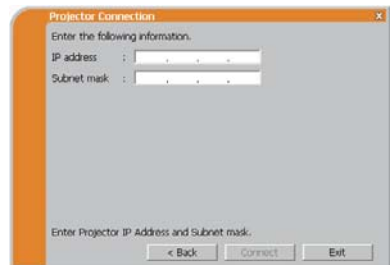 Projector Connection
x
Enter the following information.
IP address : . . .
Subnet mask : . . .
Enter Projector IP Address and Subnet mask.
< Back Connect Exit